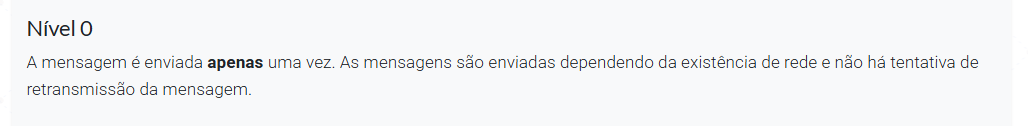 Nível 0
A mensagem é enviada apenas uma vez. As mensagens são enviadas dependendo da existência de rede e não há tentativa de
retransmissão da mensagem.